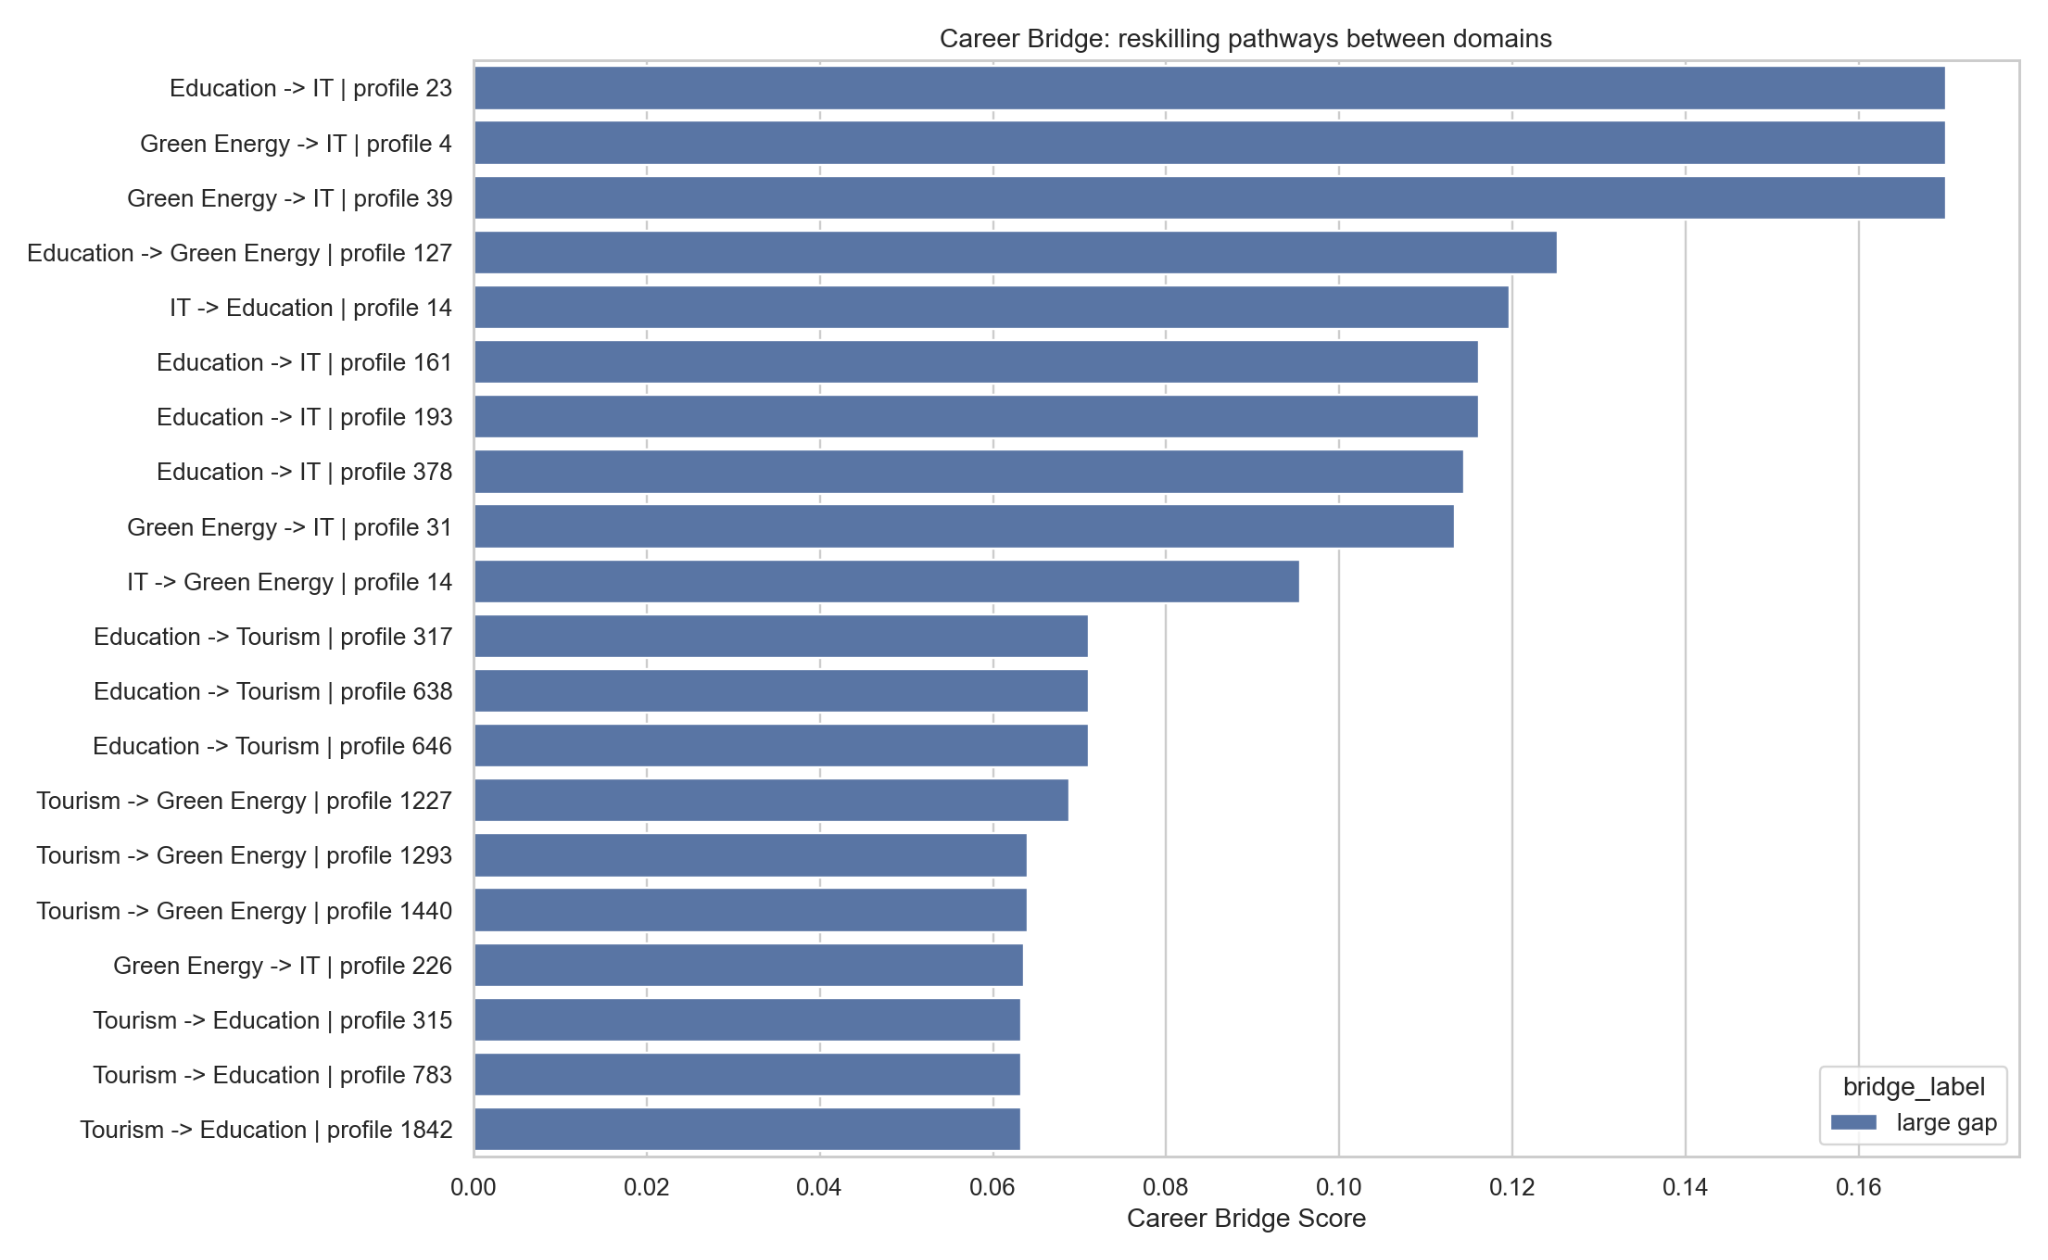 Career Bridge: reskilling pathways between domains
Education -> IT | profile 23
Green Energy -> IT | profile 4
Green Energy -> IT | profile 39
Education -> Green Energy | profile 127
IT -> Education | profile 14
Education -> IT | profile 161
Education -> IT | profile 193
Education -> IT | profile 378
Green Energy -> IT | profile 31
IT -> Green Energy | profile 14
Education -> Tourism | profile 317
Education -> Tourism | profile 638
Education -> Tourism | profile 646
Tourism -> Green Energy | profile 1227
Tourism -> Green Energy | profile 1293
Tourism -> Green Energy | profile 1440
Green Energy -> IT | profile 226
Tourism -> Education | profile 315
Tourism -> Education | profile 783
Tourism -> Education | profile 1842
bridge_label
large gap
0.00 0.02 0.04 0.06 0.08 0.10 0.12 0.14 0.16
Career Bridge Score